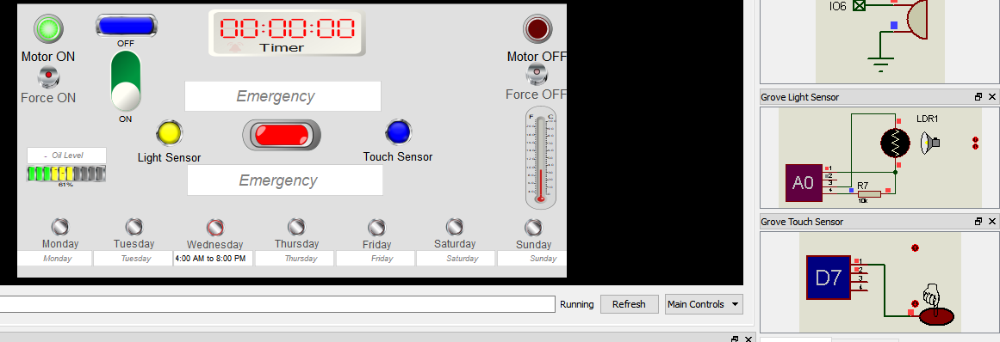 00:00:00
Timer
OFF
Motor ON
Motor OFF
Force ON
Force OFF
ON
Emergency
F C
Light Sensor
Touch Sensor
- Oil Level
61%
Emergency
Monday Tuesday Wednesday Thursday Friday Saturday Sunday
Monday Tuesday 4:00 AM to 8:00 PM Thursday Friday Saturday Sunday
Running Refresh Main Controls
IO6
Grove Light Sensor
LDR1
A0
1
2
3
4
R7
10k
Grove Touch Sensor
D7
1
2
3
4